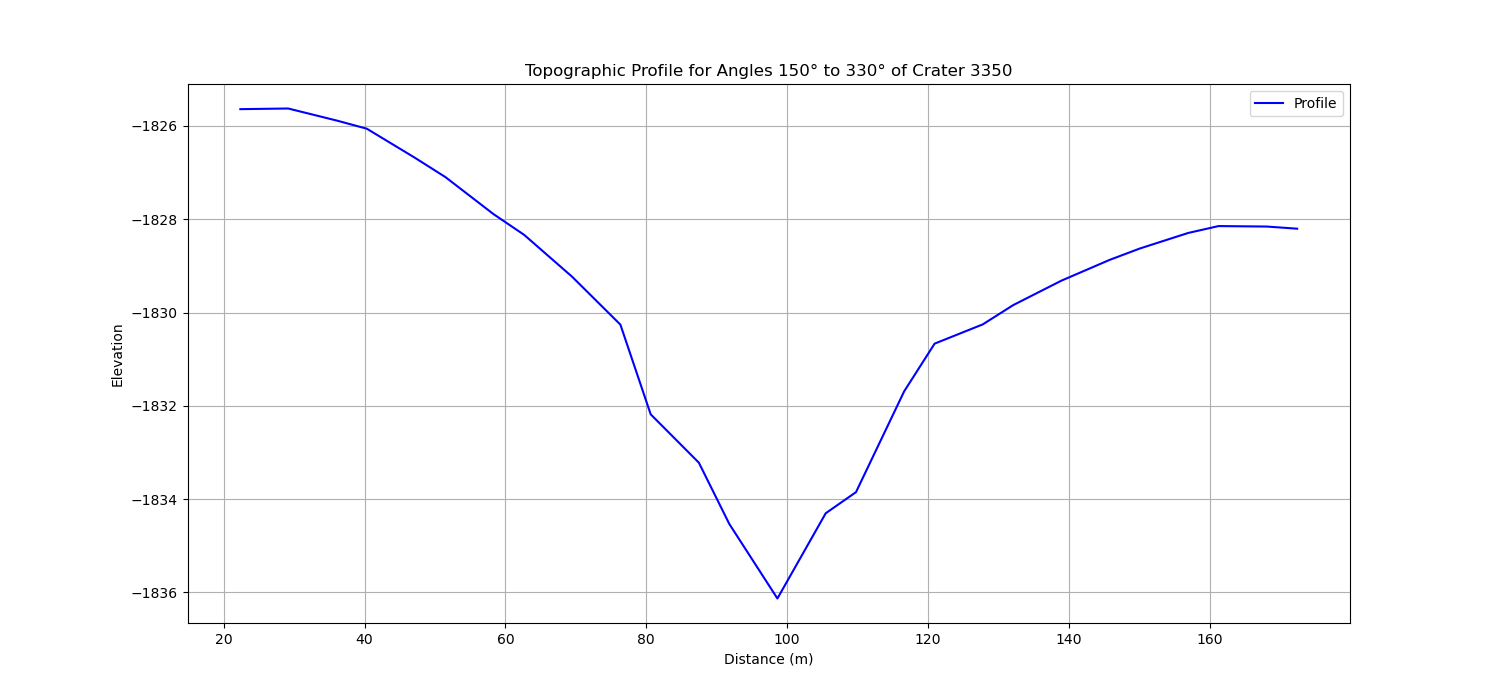 Topographic Profile for Angles 150° to 330° of Crater 3350
Profile
−1826
−1828
−1830
−1832
−1834
−1836
Elevation
20 40 60 80 100 120 140 160
Distance (m)